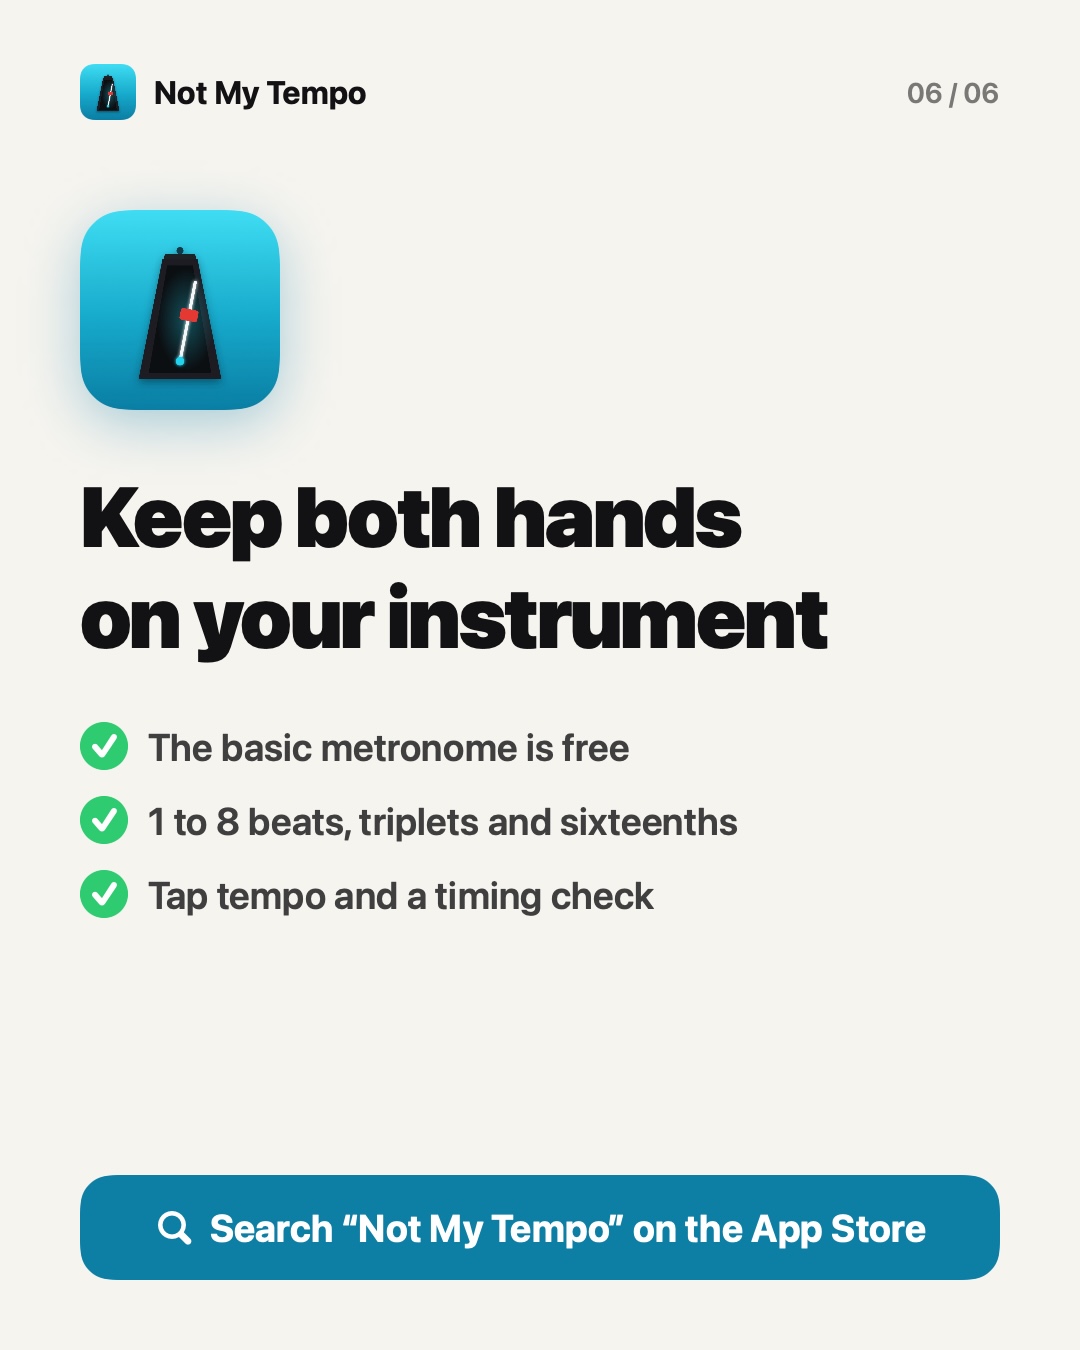 Not My Tempo
06 / 06
Keep both hands
on your instrument
The basic metronome is free
1 to 8 beats, triplets and sixteenths
Tap tempo and a timing check
Search “Not My Tempo” on the App Store